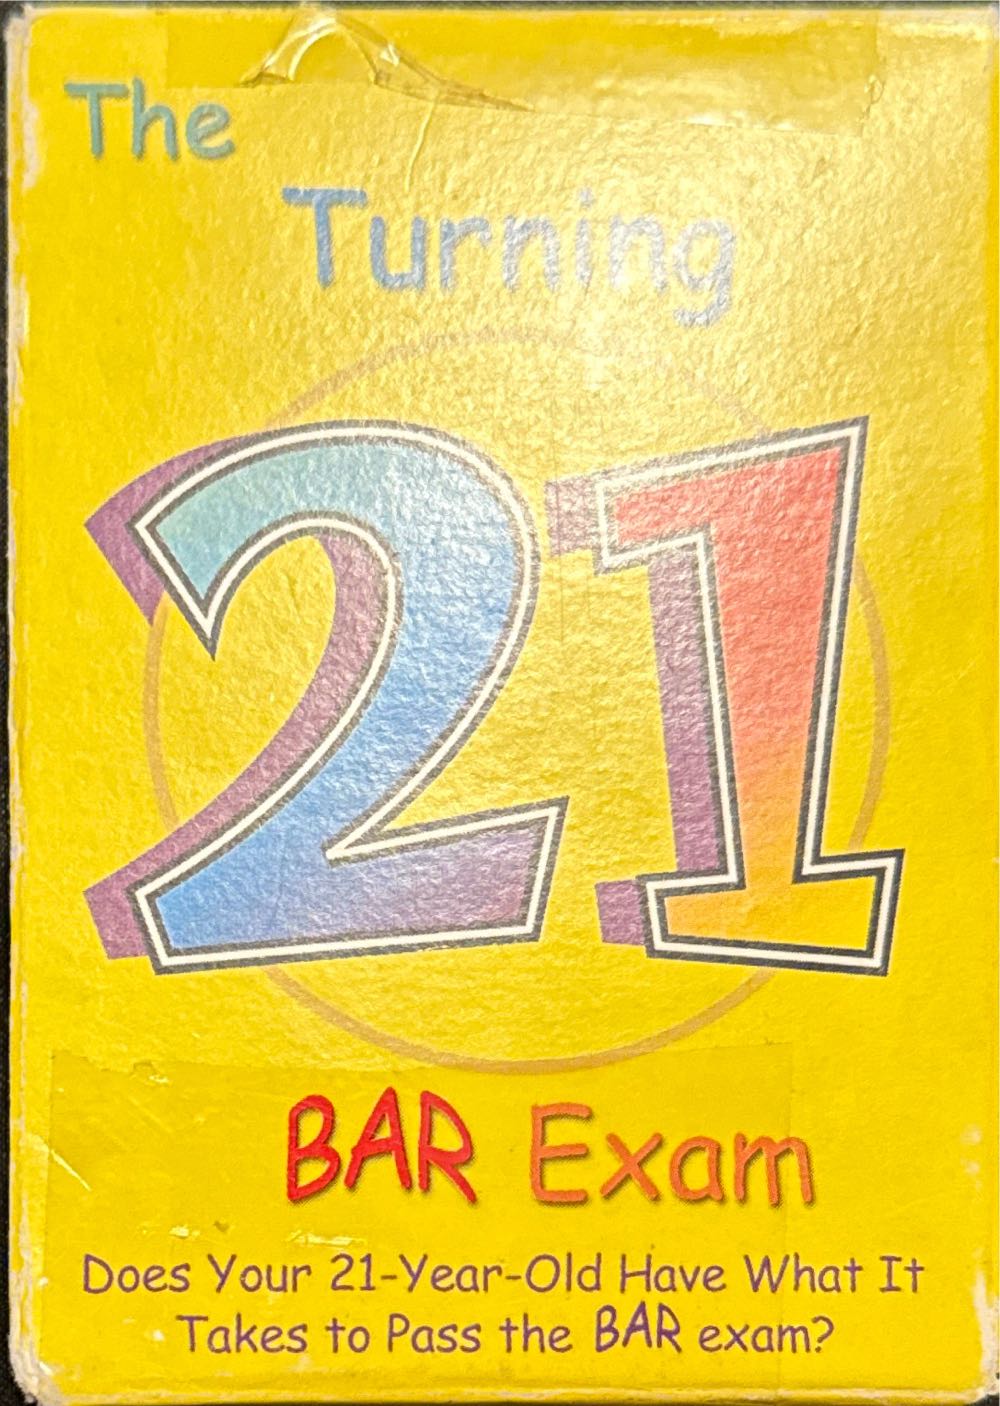 The
Turning
21
BAR Exam
Does Your 21-Year-Old Have What It
Takes to Pass the BAR exam?